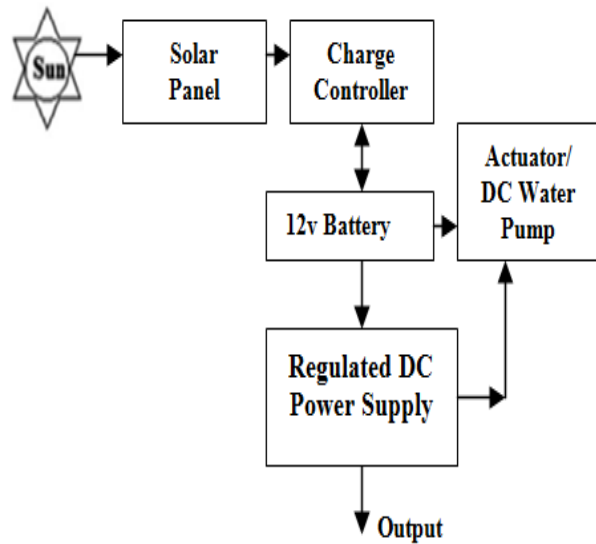 Sun
Solar
Panel
Charge
Controller
Actuator/
DC Water
Pump
12v Battery
Regulated DC
Power Supply
Output